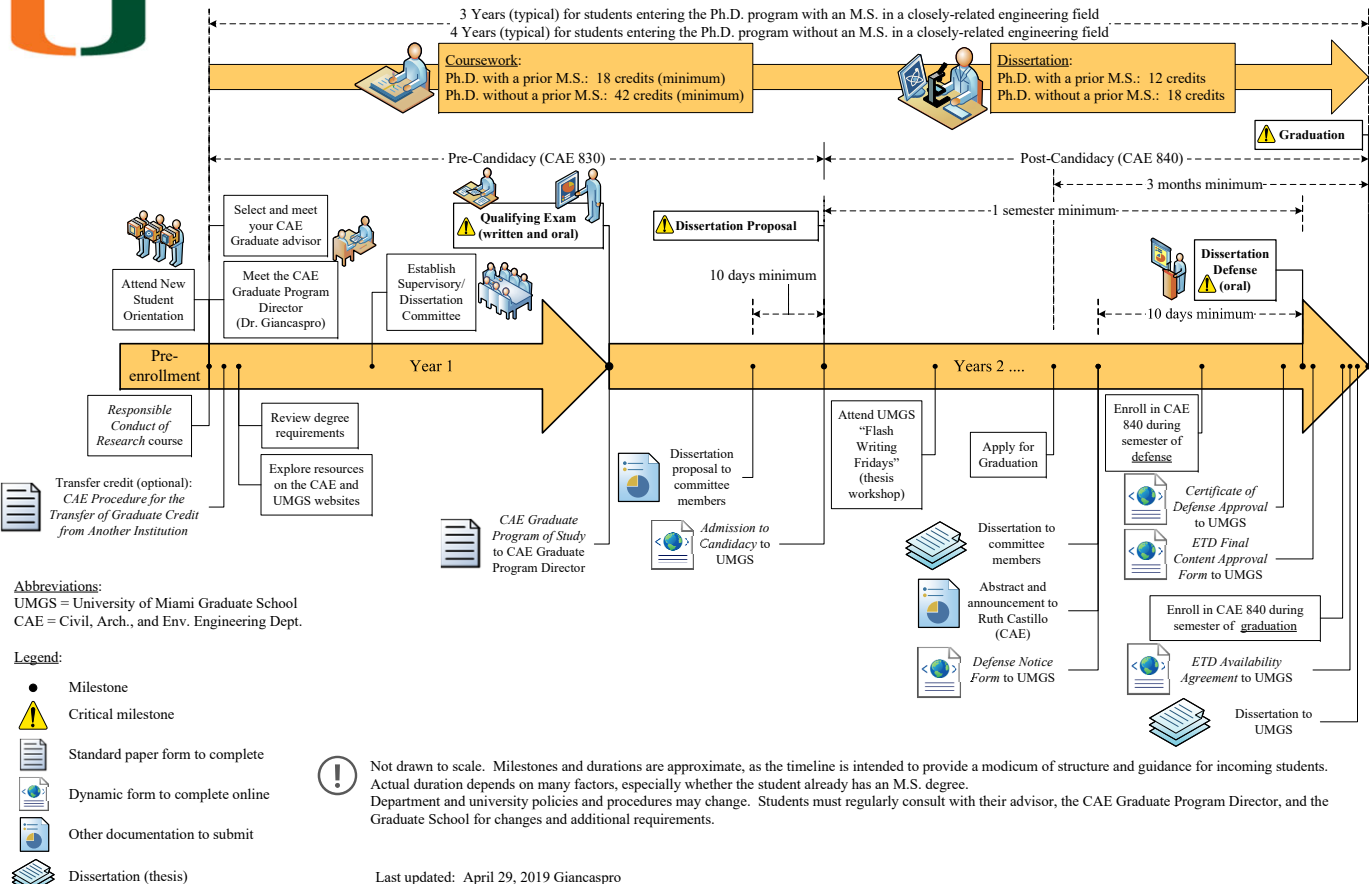 3 Years (typical) for students entering the Ph.D. program with an M.S. in a closely-related engineering field
4 Years (typical) for students entering the Ph.D. program without an M.S. in a closely-related engineering field
Coursework:
Ph.D. with a prior M.S.: 18 credits (minimum)
Ph.D. without a prior M.S.: 42 credits (minimum)
Dissertation:
Ph.D. with a prior M.S.: 12 credits
Ph.D. without a prior M.S.: 18 credits
Graduation
Pre-Candidacy (CAE 830)
Post-Candidacy (CAE 840)
3 months minimum
1 semester minimum
Select and meet
your CAE
Graduate advisor
Qualifying Exam
(written and oral)
Dissertation Proposal
Attend New
Student
Orientation
Meet the CAE
Graduate Program
Director
(Dr. Giancaspro)
Establish
Supervisory/
Dissertation
Committee
10 days minimum
Dissertation
Defense
(oral)
10 days minimum
Pre-
enrollment
Year 1
Years 2 ....
Responsible
Conduct of
Research course
Review degree
requirements
Explore resources
on the CAE and
UMGS websites
Transfer credit (optional):
CAE Procedure for the
Transfer of Graduate Credit
from Another Institution
CAE Graduate
Program of Study
to CAE Graduate
Program Director
Dissertation
proposal to
committee
members
Admission to
Candidacy to
UMGS
Attend UMGS
“Flash
Writing
Fridays”
(thesis
workshop)
Apply for
Graduation
Dissertation to
committee
members
Abstract and
announcement to
Ruth Castillo
(CAE)
Defense Notice
Form to UMGS
Enroll in CAE
840 during
semester of
defense
Certificate of
Defense Approval
to UMGS
ETD Final
Content Approval
Form to UMGS
Enroll in CAE 840 during
semester of graduation
ETD Availability
Agreement to UMGS
Dissertation to
UMGS
Abbreviations:
UMGS = University of Miami Graduate School
CAE = Civil, Arch., and Env. Engineering Dept.
Legend:
Milestone
Critical milestone
Standard paper form to complete
Dynamic form to complete online
Other documentation to submit
Dissertation (thesis)
Not drawn to scale. Milestones and durations are approximate, as the timeline is intended to provide a modicum of structure and guidance for incoming students.
Actual duration depends on many factors, especially whether the student already has an M.S. degree.
Department and university policies and procedures may change. Students must regularly consult with their advisor, the CAE Graduate Program Director, and the
Graduate School for changes and additional requirements.
Last updated: April 29, 2019 Giancaspro